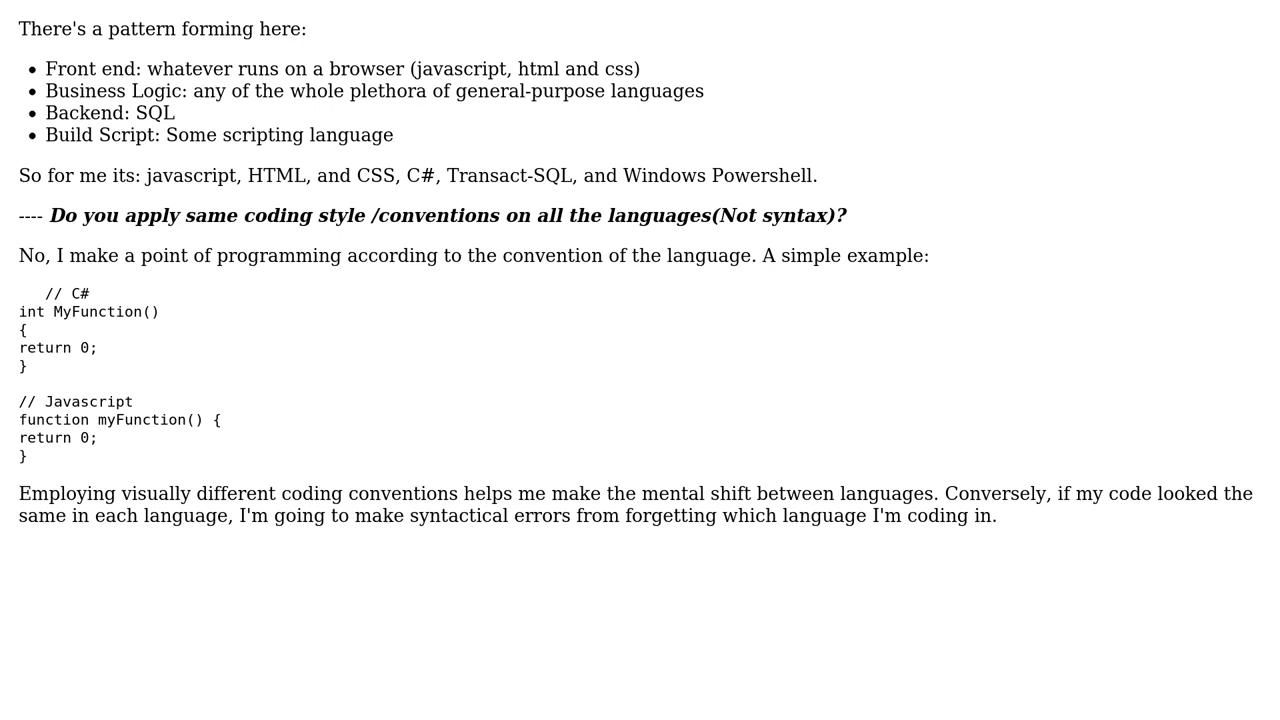 There's a pattern forming here:
• Front end: whatever runs on a browser (javascript, html and css)
• Business Logic: any of the whole plethora of general-purpose languages
• Backend: SQL
• Build Script: Some scripting language
So for me its: javascript, HTML, and CSS, C#, Transact-SQL, and Windows Powershell.
---- Do you apply same coding style /conventions on all the languages(Not syntax)?
No, I make a point of programming according to the convention of the language. A simple example:
   // C#
int MyFunction()
{
return 0;
}

// Javascript
function myFunction() {
return 0;
}
Employing visually different coding conventions helps me make the mental shift between languages. Conversely, if my code looked the
same in each language, I'm going to make syntactical errors from forgetting which language I'm coding in.